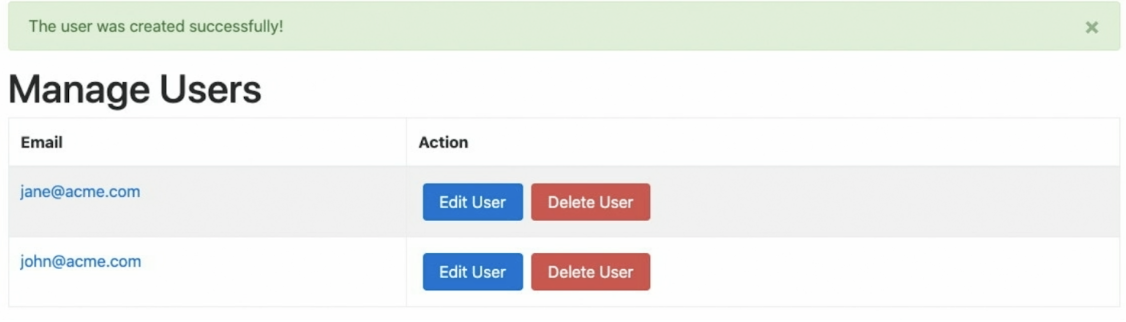 The user was created successfully! ×
Manage Users
Email Action
jane@acme.com Edit User Delete User
john@acme.com Edit User Delete User